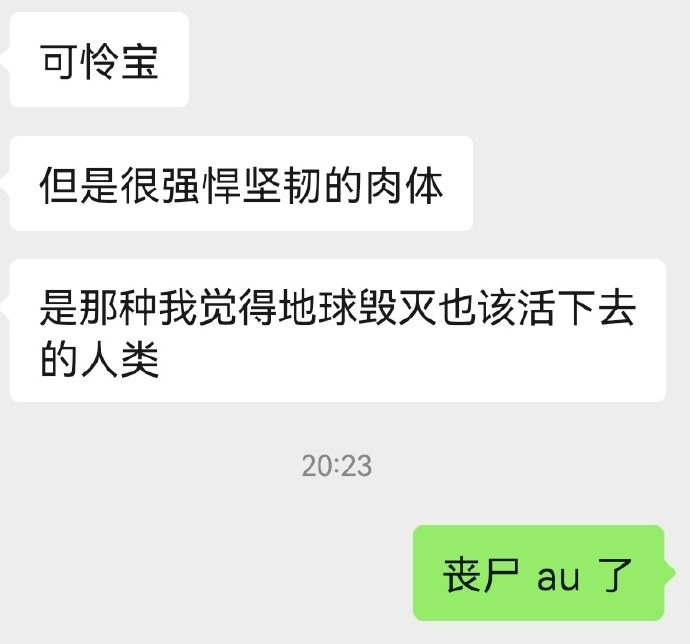 可怜宝
但是很强悍坚韧的肉体
是那种我觉得地球毁灭也该活下去
的人类
20:23
丧尸 au 了